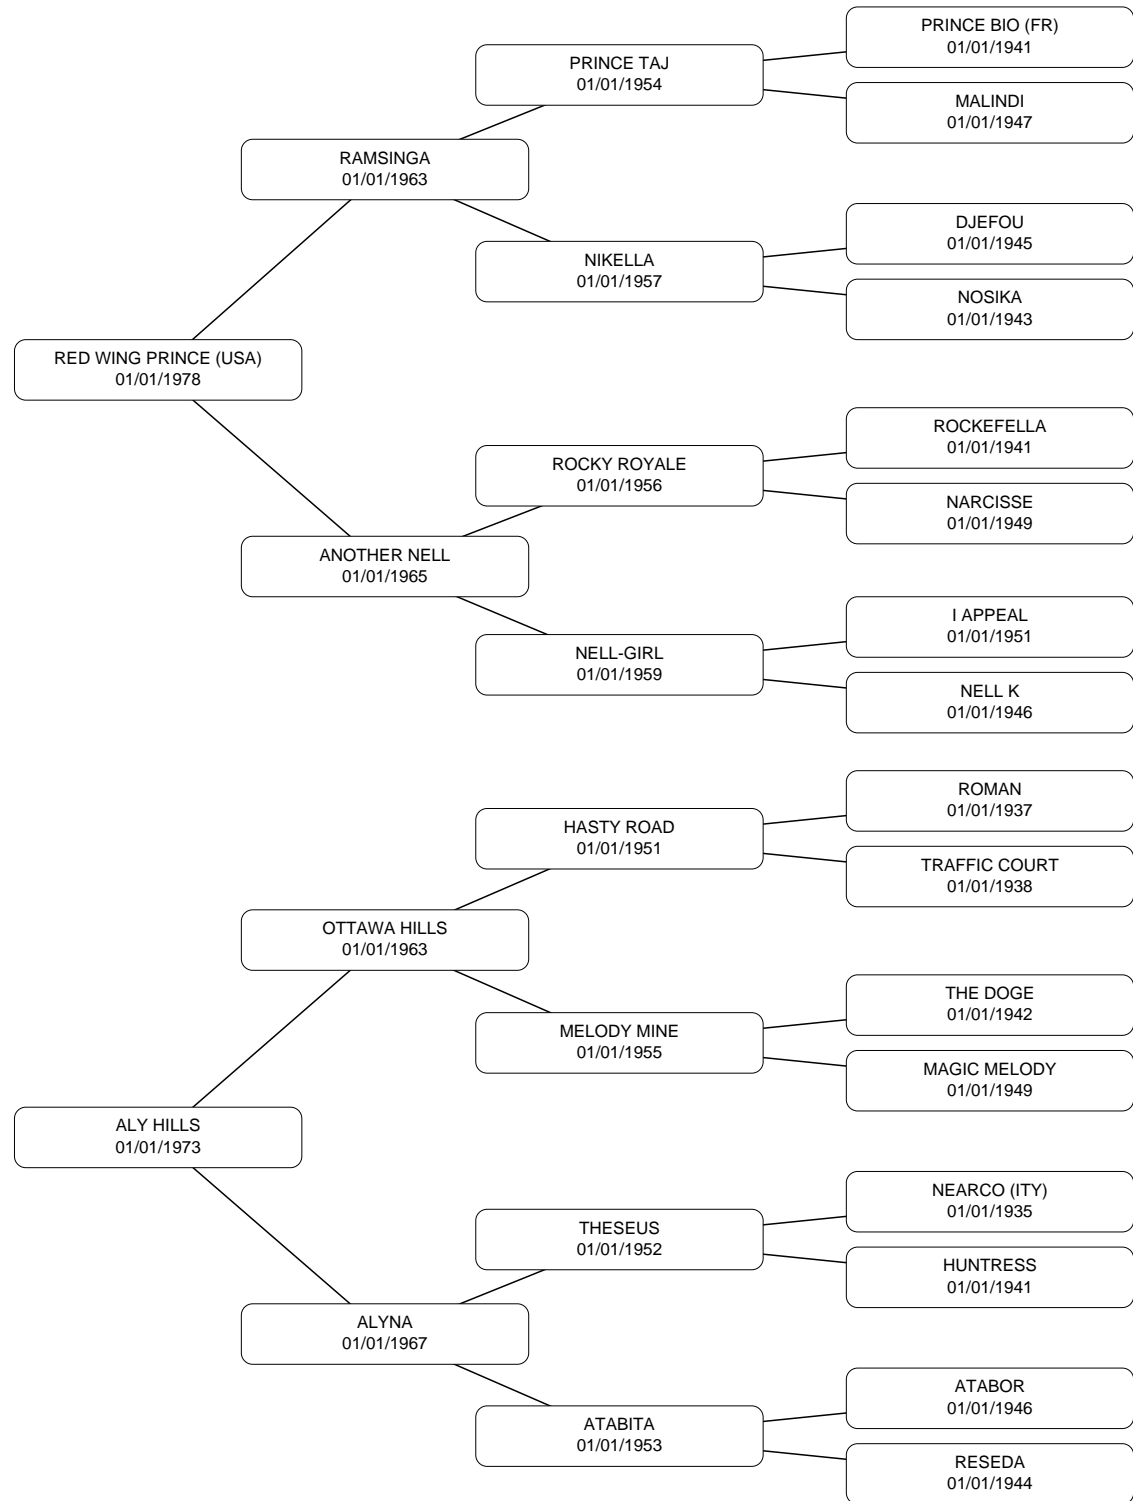 PRINCE BIO (FR)
01/01/1941
PRINCE TAJ
01/01/1954
MALINDI
01/01/1947
RAMSINGA
01/01/1963
DJEFOU
01/01/1945
NIKELLA
01/01/1957
NOSIKA
01/01/1943
RED WING PRINCE (USA)
01/01/1978
ROCKEFELLA
01/01/1941
ROCKY ROYALE
01/01/1956
NARCISSE
01/01/1949
ANOTHER NELL
01/01/1965
I APPEAL
01/01/1951
NELL-GIRL
01/01/1959
NELL K
01/01/1946
ROMAN
01/01/1937
HASTY ROAD
01/01/1951
TRAFFIC COURT
01/01/1938
OTTAWA HILLS
01/01/1963
THE DOGE
01/01/1942
MELODY MINE
01/01/1955
MAGIC MELODY
01/01/1949
ALY HILLS
01/01/1973
NEARCO (ITY)
01/01/1935
THESEUS
01/01/1952
HUNTRESS
01/01/1941
ALYNA
01/01/1967
ATABOR
01/01/1946
ATABITA
01/01/1953
RESEDA
01/01/1944